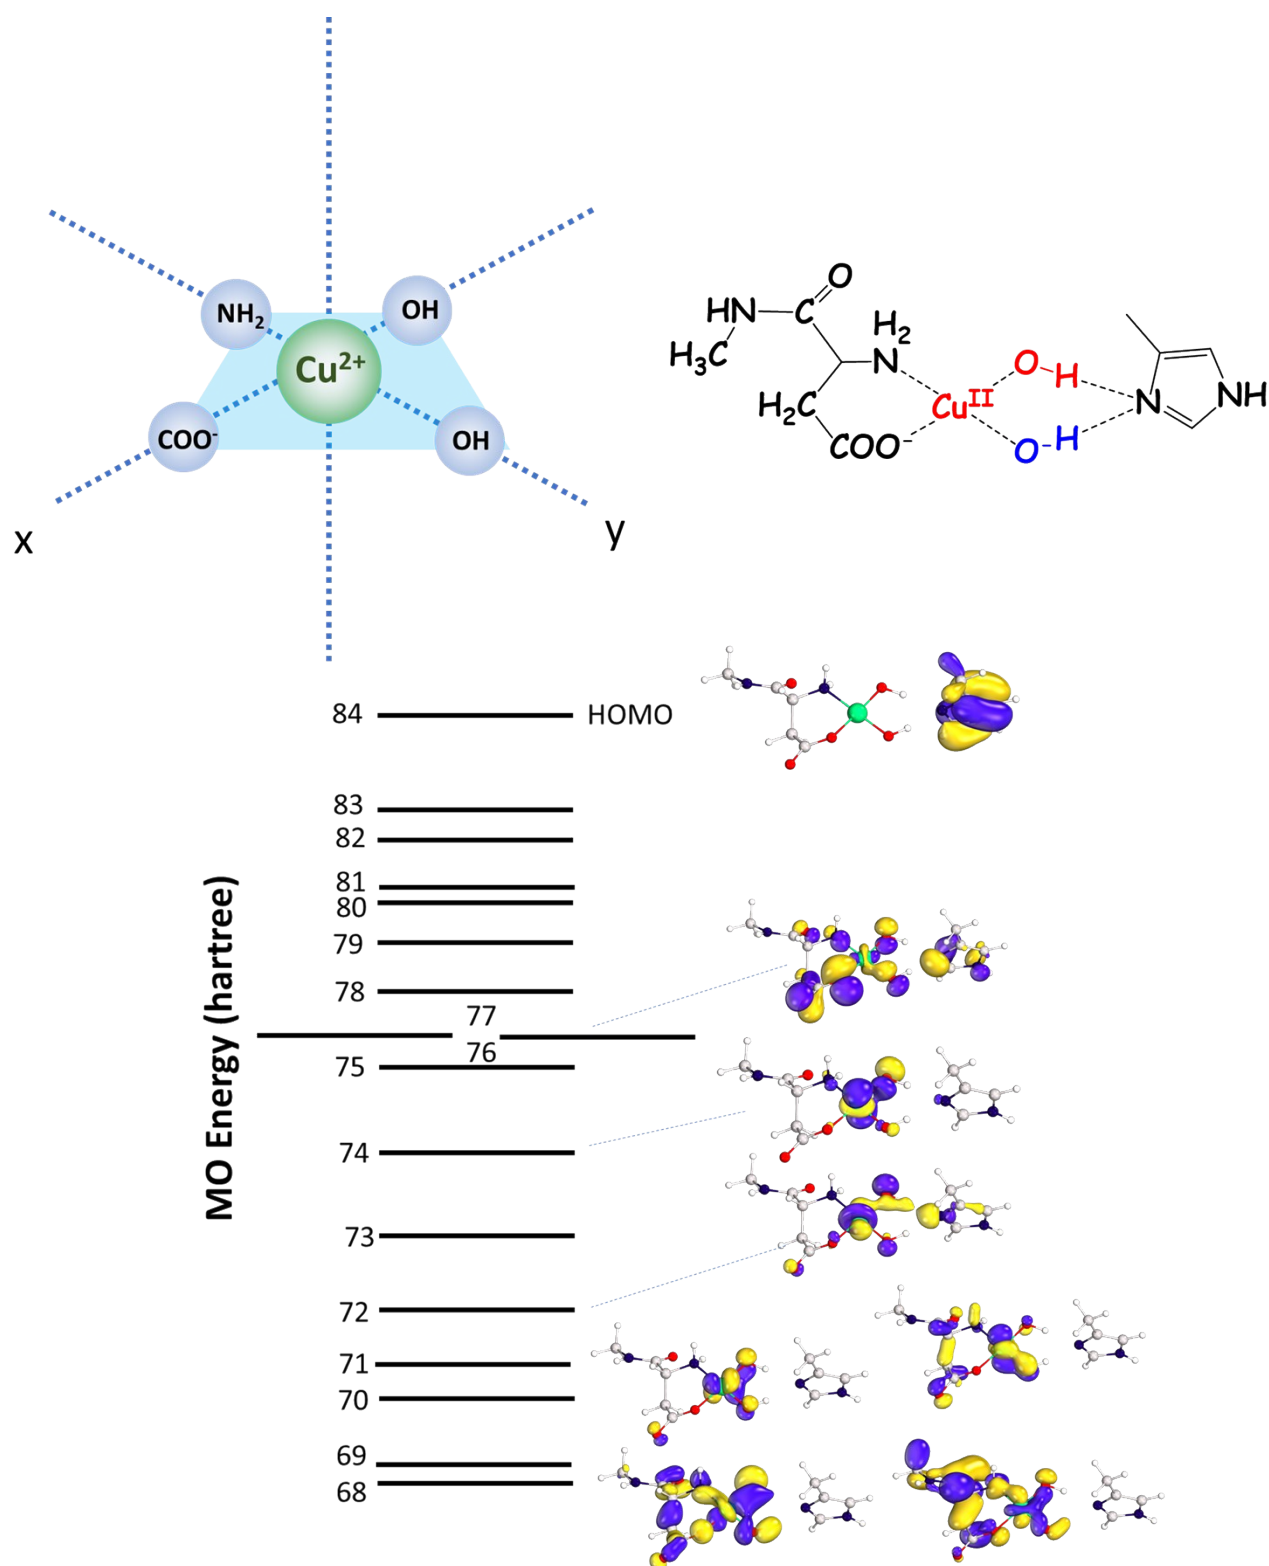 NH2
OH
Cu2+
COO-
OH
x
y
O
HN
C
H2
N
H3C
H2C
COO-
CuII
O-H
O-H
N
NH
84
HOMO
83
82
81
80
79
78
77
76
75
74
73
72
71
70
69
68
MO Energy (hartree)